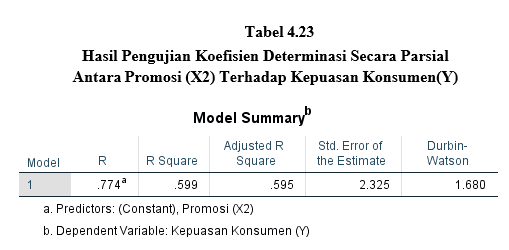 Tabel 4.23
Hasil Pengujian Koefisien Determinasi Secara Parsial
Antara Promosi (X2) Terhadap Kepuasan Konsumen(Y)
Model Summaryb
Model R R Square Adjusted R Square Std. Error of the Estimate Durbin-Watson
1 .774a .599 .595 2.325 1.680
a. Predictors: (Constant), Promosi (X2)
b. Dependent Variable: Kepuasan Konsumen (Y)